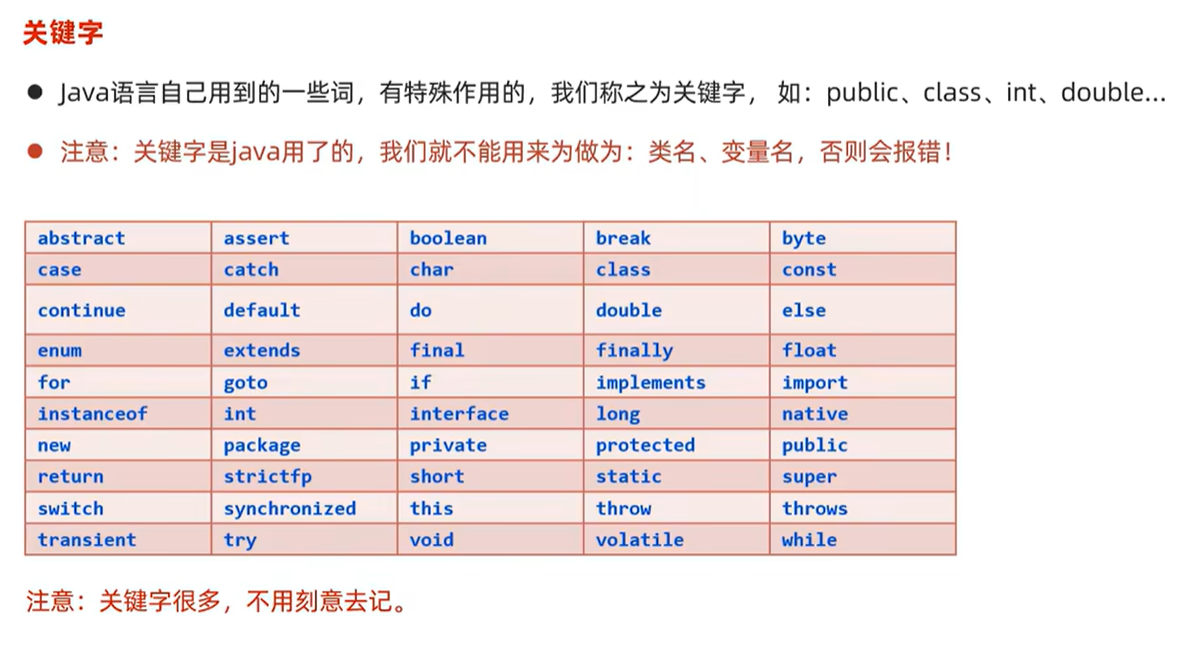 关键字
● Java语言自己用到的一些词，有特殊作用的，我们称之为关键字， 如：public、class、int、double...
● 注意：关键字是java用了的，我们就不能用来为做为：类名、变量名，否则会报错！
abstract assert boolean break byte
case catch char class const
continue default do double else
enum extends final finally float
for goto if implements import
instanceof int interface long native
new package private protected public
return strictfp short static super
switch synchronized this throw throws
transient try void volatile while
注意：关键字很多，不用刻意去记。